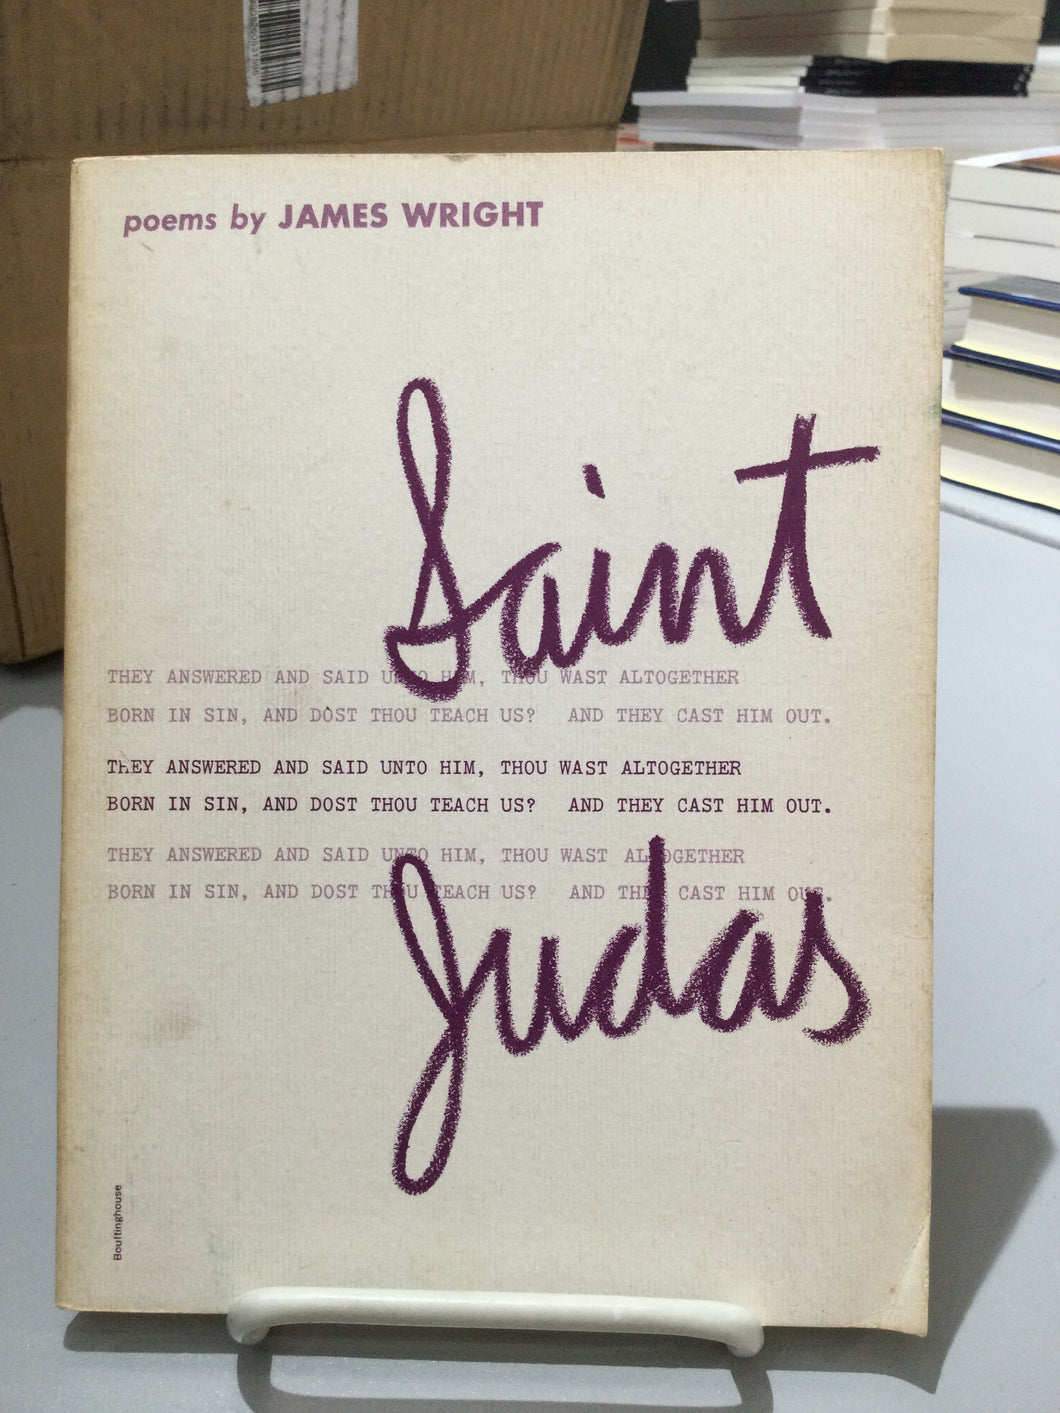 poems by JAMES WRIGHT
Saint
THEY ANSWERED AND SAID UNTO HIM, THOU WAST ALTOGETHER
BORN IN SIN, AND DOST THOU TEACH US? AND THEY CAST HIM OUT.
THEY ANSWERED AND SAID UNTO HIM, THOU WAST ALTOGETHER
BORN IN SIN, AND DOST THOU TEACH US? AND THEY CAST HIM OUT.
THEY ANSWERED AND SAID UNTO HIM, THOU WAST ALTOGETHER
BORN IN SIN, AND DOST THOU TEACH US? AND THEY CAST HIM OUT.
Judas
Boultinghouse